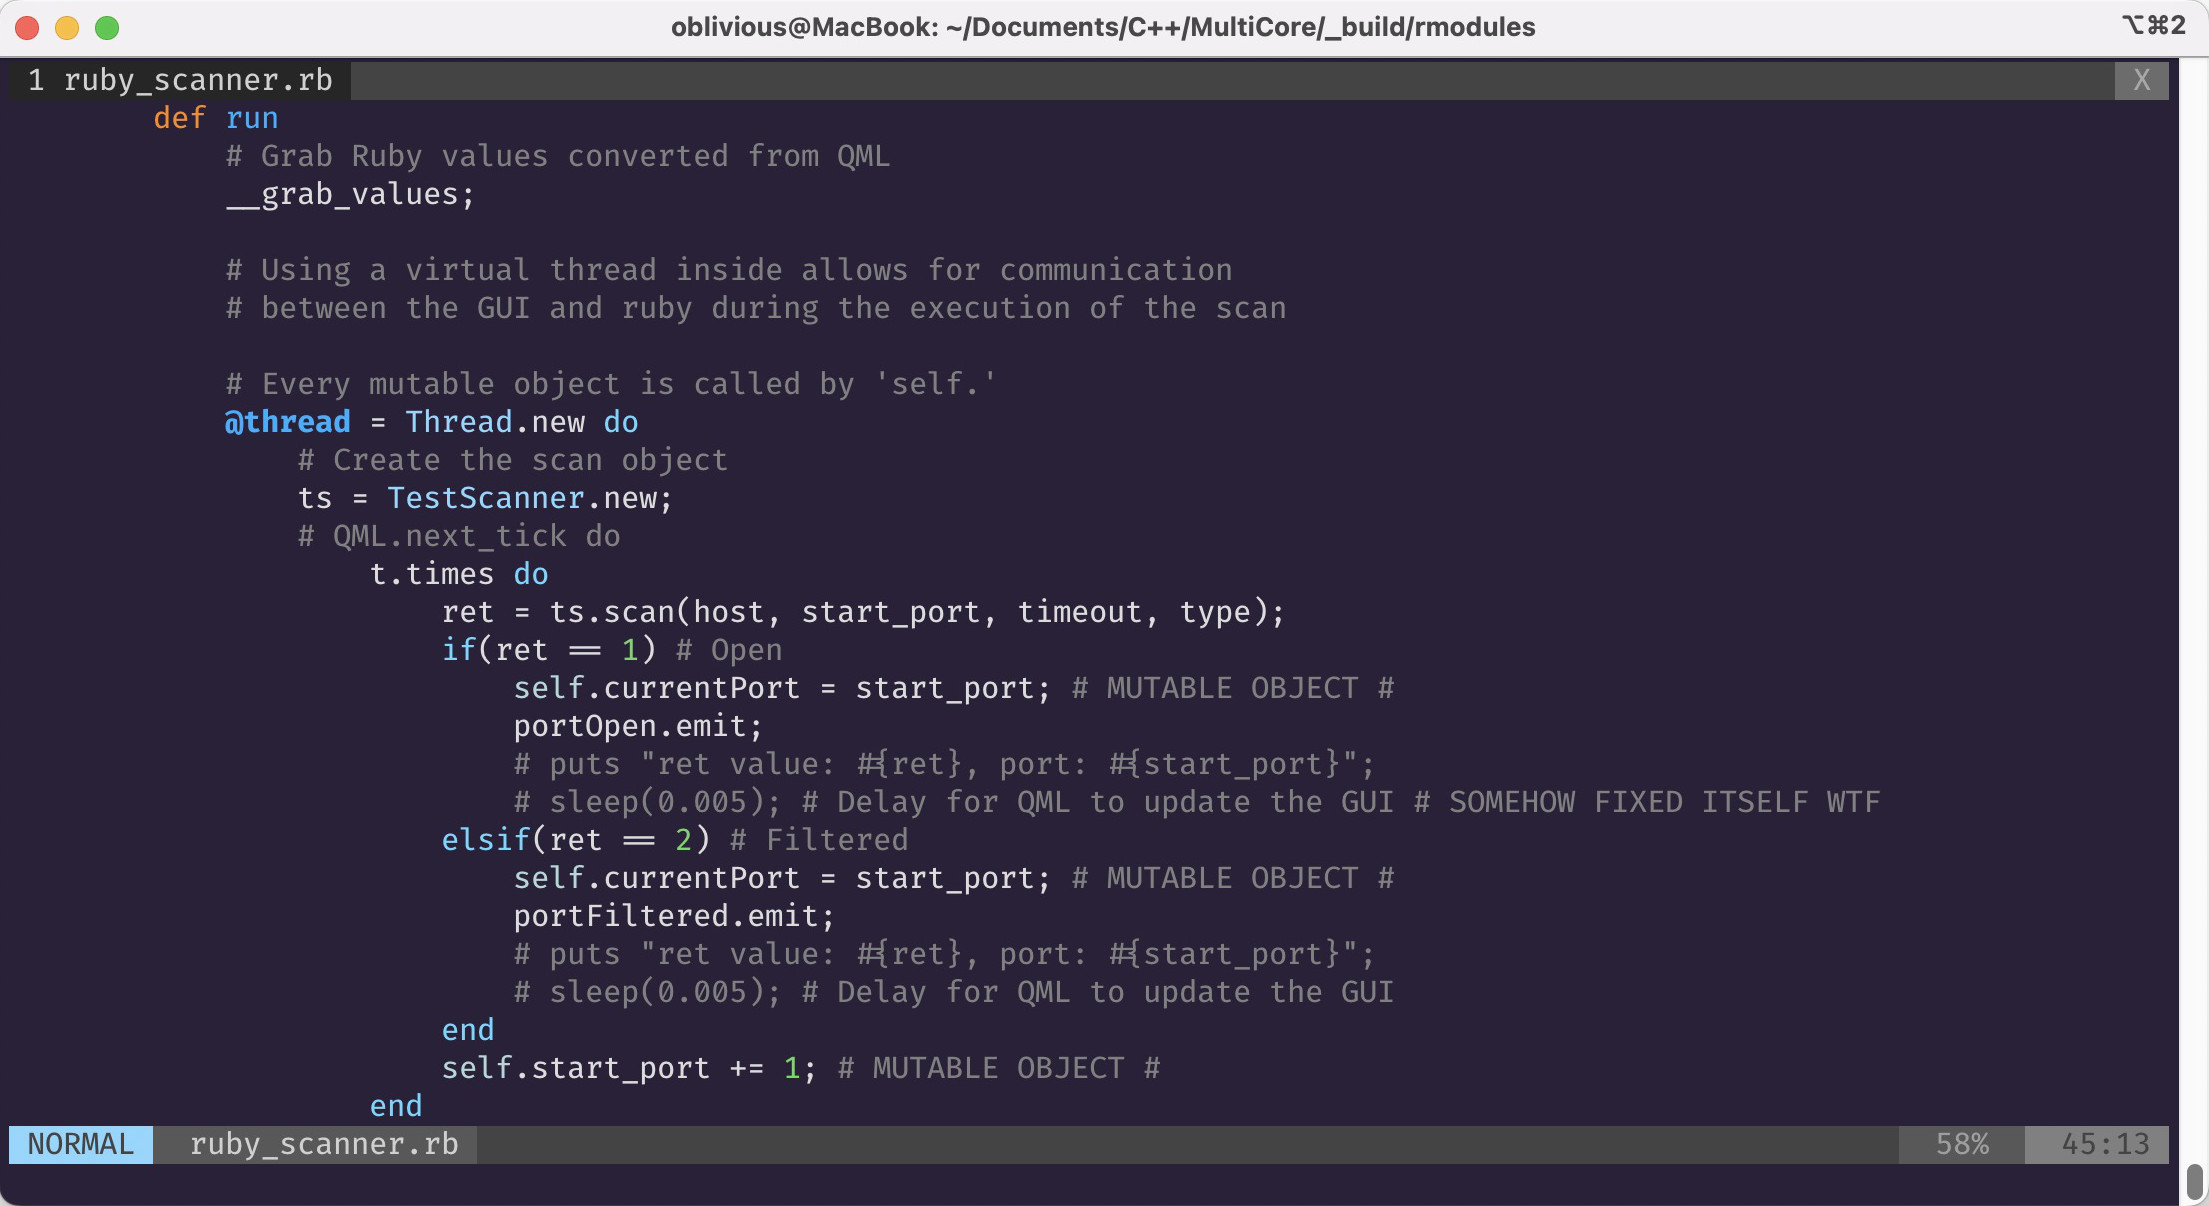 oblivious@MacBook: ~/Documents/C++/MultiCore/_build/rmodules ⌥⌘2
1 ruby_scanner.rb X
def run
# Grab Ruby values converted from QML
__grab_values;
# Using a virtual thread inside allows for communication
# between the GUI and ruby during the execution of the scan
# Every mutable object is called by 'self.'
@thread = Thread.new do
# Create the scan object
ts = TestScanner.new;
# QML.next_tick do
t.times do
ret = ts.scan(host, start_port, timeout, type);
if(ret == 1) # Open
self.currentPort = start_port; # MUTABLE OBJECT #
portOpen.emit;
# puts "ret value: #{ret}, port: #{start_port}";
# sleep(0.005); # Delay for QML to update the GUI # SOMEHOW FIXED ITSELF WTF
elsif(ret == 2) # Filtered
self.currentPort = start_port; # MUTABLE OBJECT #
portFiltered.emit;
# puts "ret value: #{ret}, port: #{start_port}";
# sleep(0.005); # Delay for QML to update the GUI
end
self.start_port += 1; # MUTABLE OBJECT #
end
NORMAL ruby_scanner.rb 58% 45:13